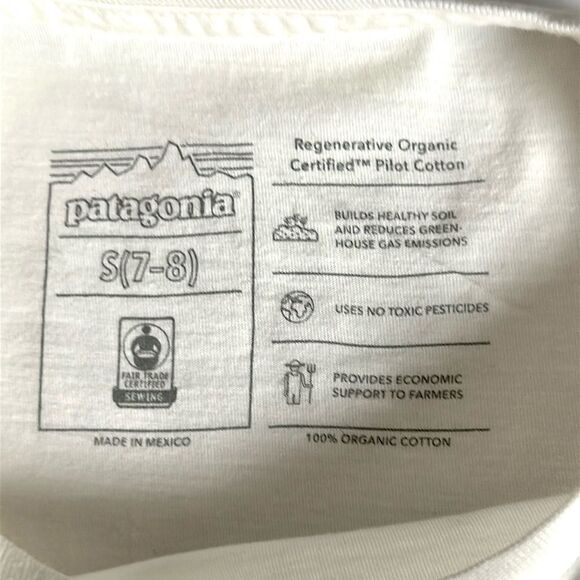 patagonia®
S(7-8)
FAIR TRADE
CERTIFIED
SEWING
MADE IN MEXICO
Regenerative Organic
Certified™ Pilot Cotton
BUILDS HEALTHY SOIL
AND REDUCES GREEN-
HOUSE GAS EMISSIONS
USES NO TOXIC PESTICIDES
PROVIDES ECONOMIC
SUPPORT TO FARMERS
100% ORGANIC COTTON